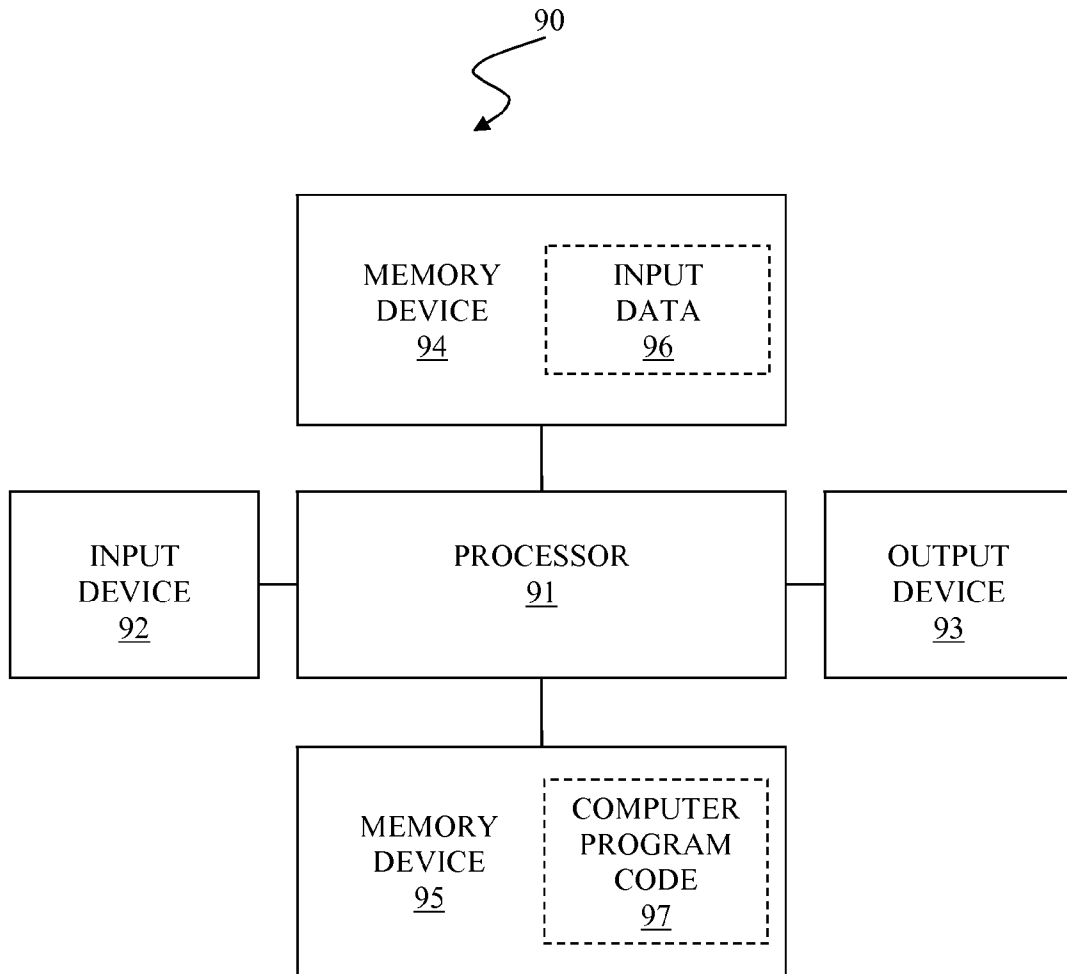 90
MEMORY
DEVICE
94
INPUT
DATA
96
INPUT
DEVICE
92
PROCESSOR
91
OUTPUT
DEVICE
93
MEMORY
DEVICE
95
COMPUTER
PROGRAM
CODE
97